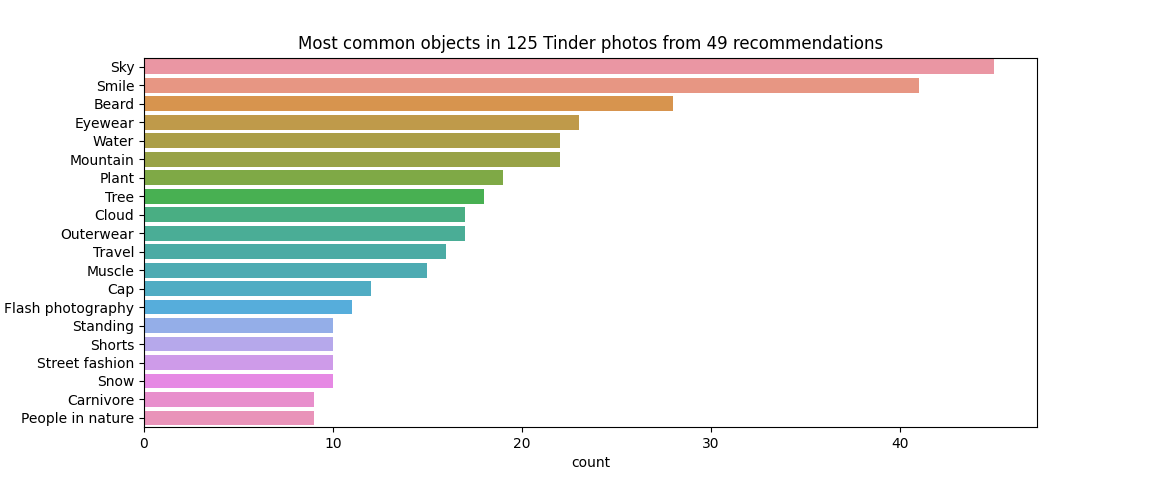 Most common objects in 125 Tinder photos from 49 recommendations
Sky
Smile
Beard
Eyewear
Water
Mountain
Plant
Tree
Cloud
Outerwear
Travel
Muscle
Cap
Flash photography
Standing
Shorts
Street fashion
Snow
Carnivore
People in nature
0 10 20 30 40
count